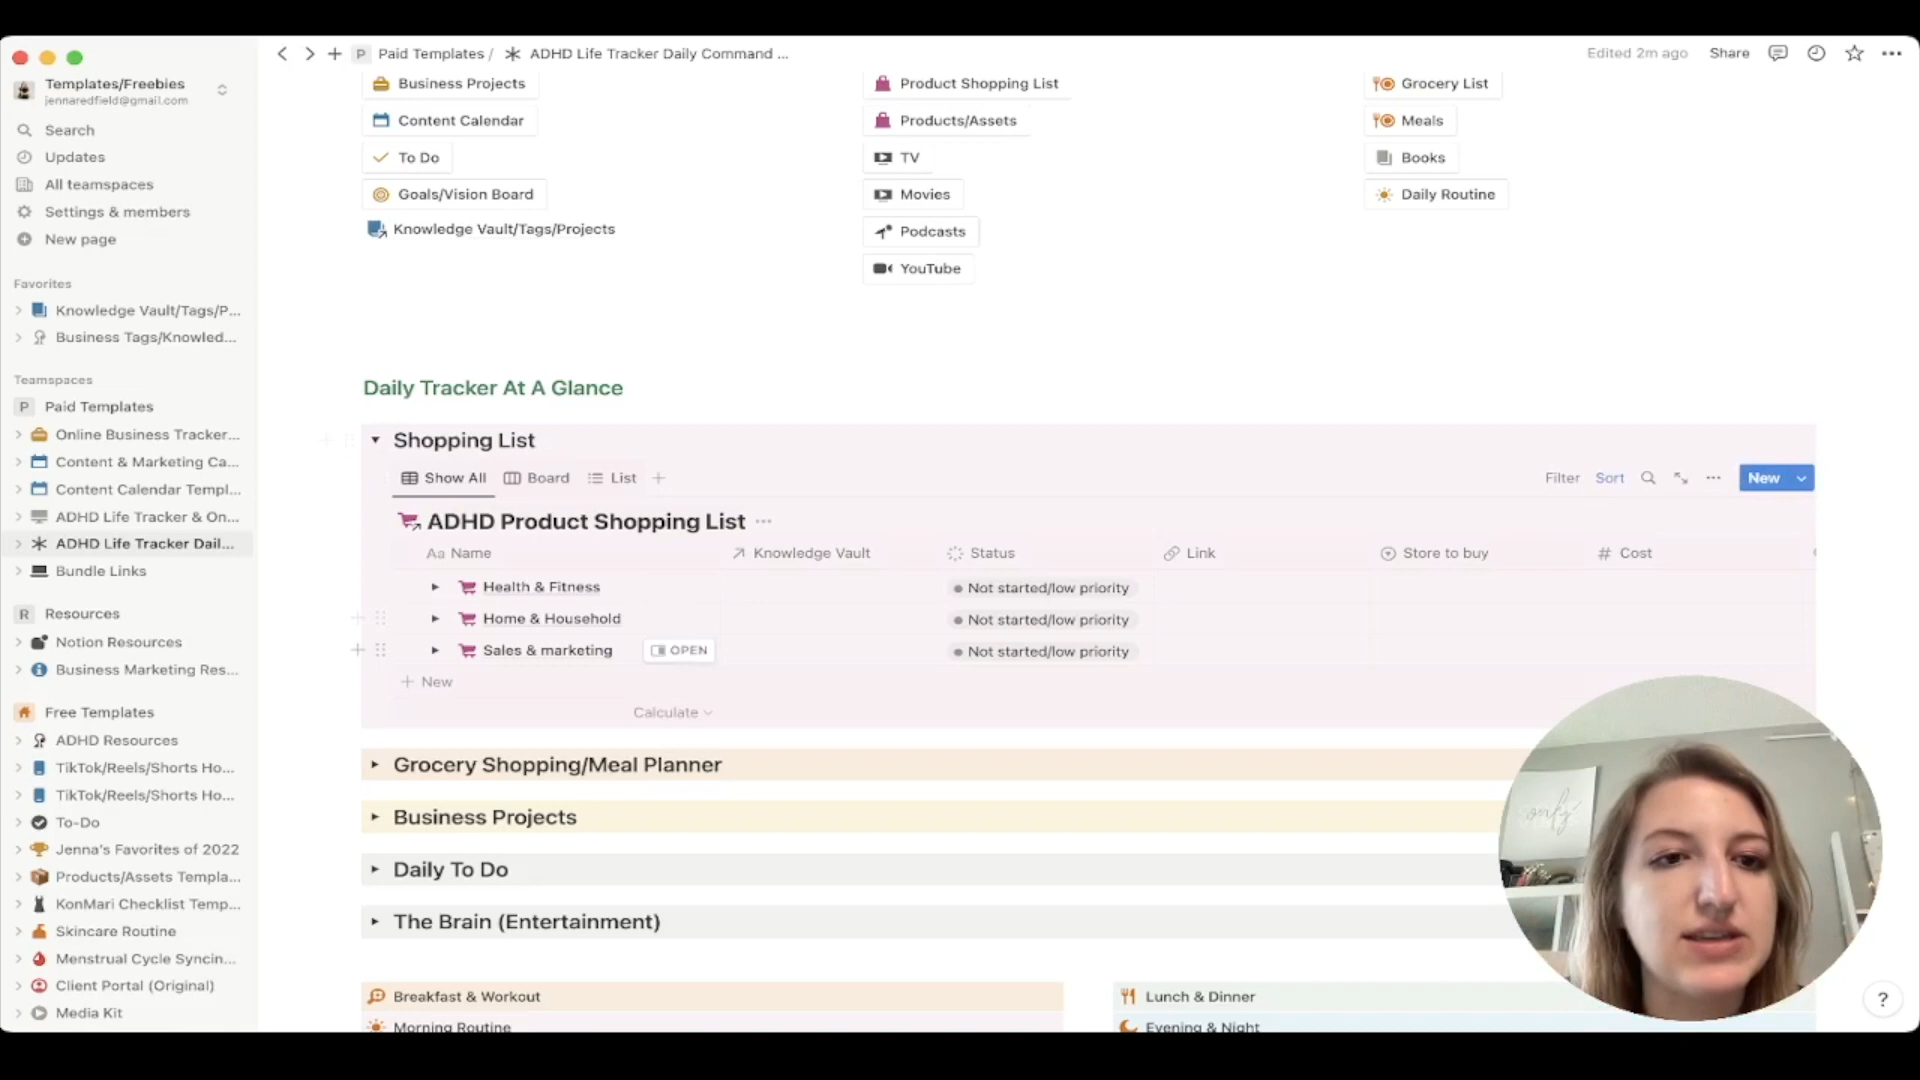 Paid Templates / ADHD Life Tracker Daily Command ...
Edited 2m ago Share
Templates/Freebies
jennaredfield@gmail.com
Search
Updates
All teamspaces
Settings & members
New page
Favorites
Knowledge Vault/Tags/P...
Business Tags/Knowled...
Teamspaces
P Paid Templates
Online Business Tracker...
Content & Marketing Ca...
Content Calendar Templ...
ADHD Life Tracker & On...
ADHD Life Tracker Dail...
Bundle Links
R Resources
Notion Resources
Business Marketing Res...
Free Templates
ADHD Resources
TikTok/Reels/Shorts Ho...
TikTok/Reels/Shorts Ho...
To-Do
Jenna's Favorites of 2022
Products/Assets Templa...
KonMari Checklist Temp...
Skincare Routine
Menstrual Cycle Syncin...
Client Portal (Original)
Media Kit
Business Projects
Content Calendar
To Do
Goals/Vision Board
Knowledge Vault/Tags/Projects
Product Shopping List
Products/Assets
TV
Movies
Podcasts
YouTube
Grocery List
Meals
Books
Daily Routine
Daily Tracker At A Glance
Shopping List
Show All Board List
Filter Sort New
ADHD Product Shopping List
Aa Name Knowledge Vault Status Link Store to buy # Cost
Health & Fitness Not started/low priority
Home & Household Not started/low priority
Sales & marketing OPEN Not started/low priority
+ New
Calculate
Grocery Shopping/Meal Planner
Business Projects
Daily To Do
The Brain (Entertainment)
Breakfast & Workout
Morning Routine
Lunch & Dinner
Evening & Night
only
?